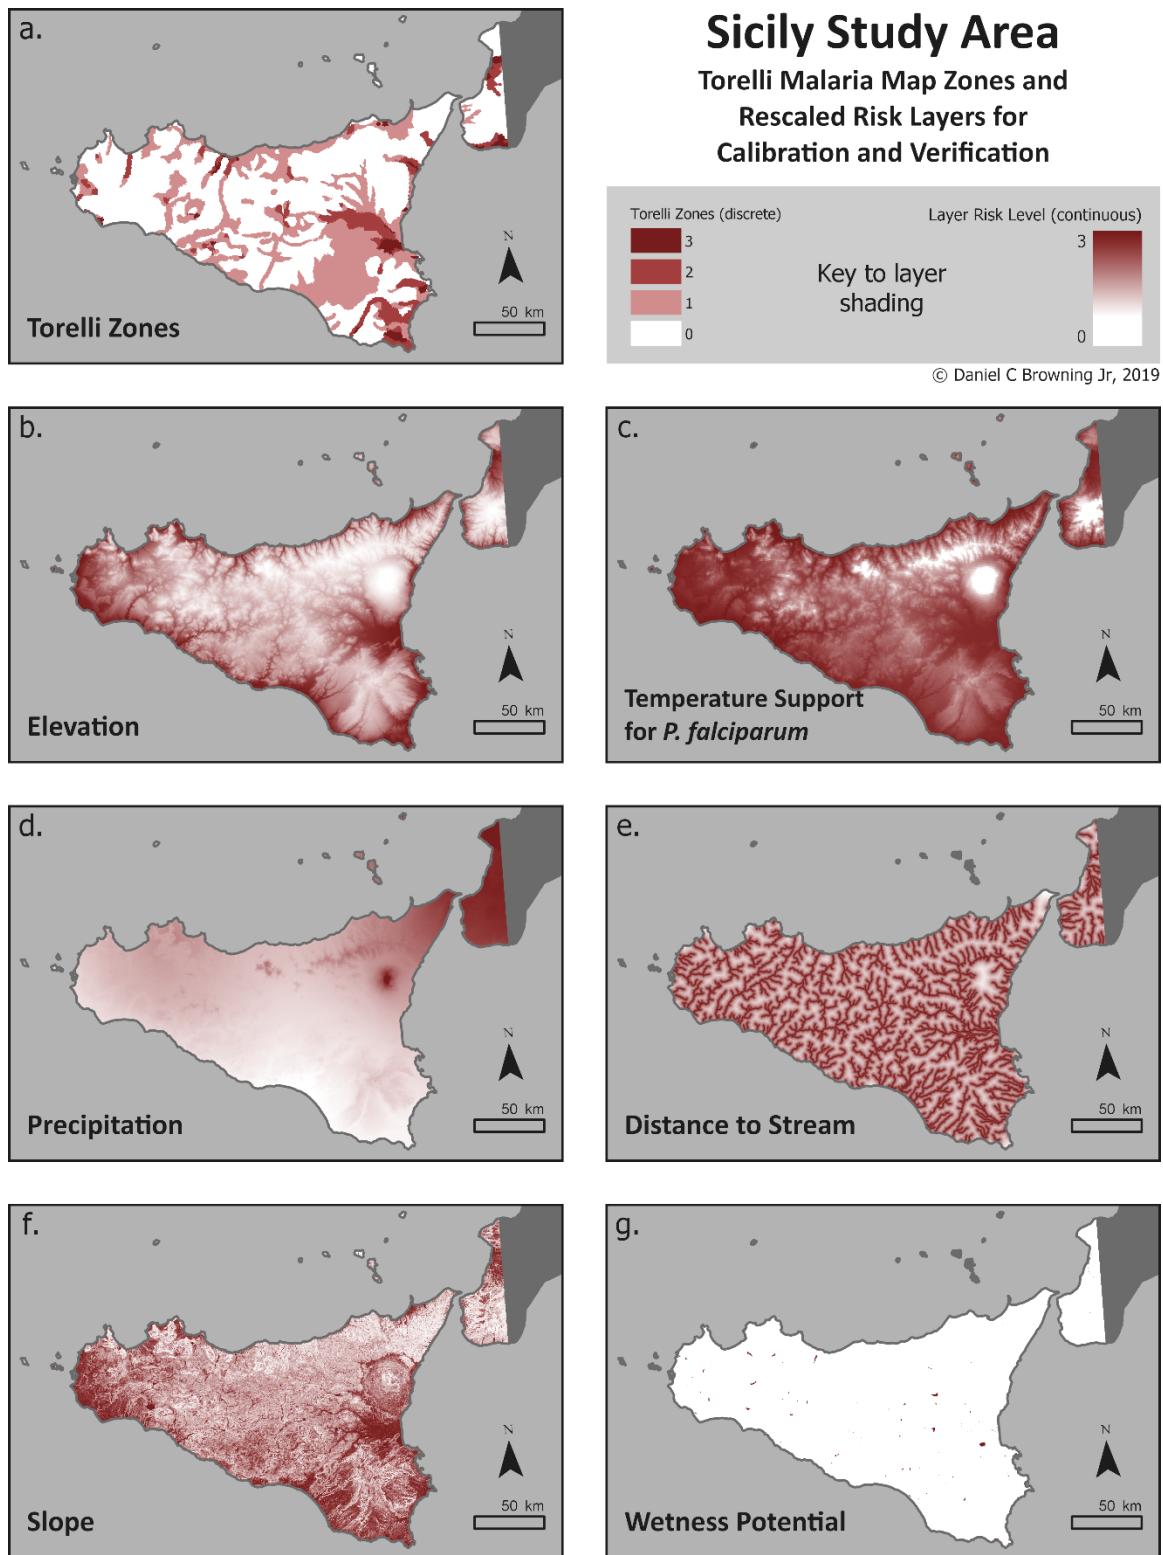 Sicily Study Area
Torelli Malaria Map Zones and
Rescaled Risk Layers for
Calibration and Verification
a.
N
50 km
Torelli Zones
Torelli Zones (discrete)
3
2
1
0
Key to layer
shading
Layer Risk Level (continuous)
3
0
© Daniel C Browning Jr, 2019
b.
N
50 km
Elevation
c.
N
50 km
Temperature Support
for P. falciparum
d.
N
50 km
Precipitation
e.
N
50 km
Distance to Stream
f.
N
50 km
Slope
g.
N
50 km
Wetness Potential